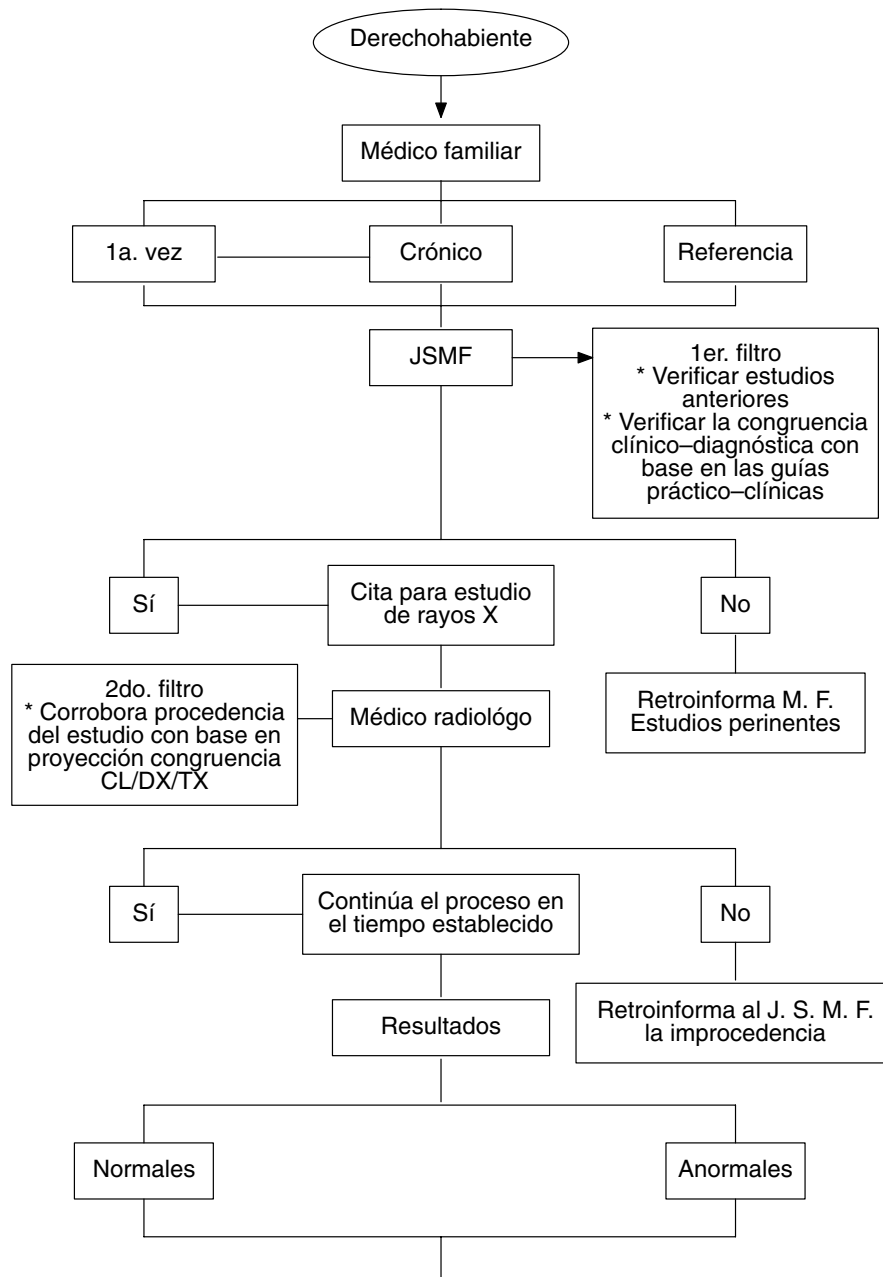 Derechohabiente
Médico familiar
1a. vez
Crónico
Referencia
JSMF
1er. filtro
* Verificar estudios
anteriores
* Verificar la congruencia
clínico–diagnóstica con
base en las guías
práctico–clínicas
Sí
Cita para estudio
de rayos X
No
2do. filtro
* Corrobora procedencia
del estudio con base en
proyección congruencia
CL/DX/TX
Médico radiológo
Retroinforma M. F.
Estudios perinentes
Sí
Continúa el proceso en
el tiempo establecido
No
Resultados
Retroinforma al J. S. M. F.
la improcedencia
Normales
Anormales